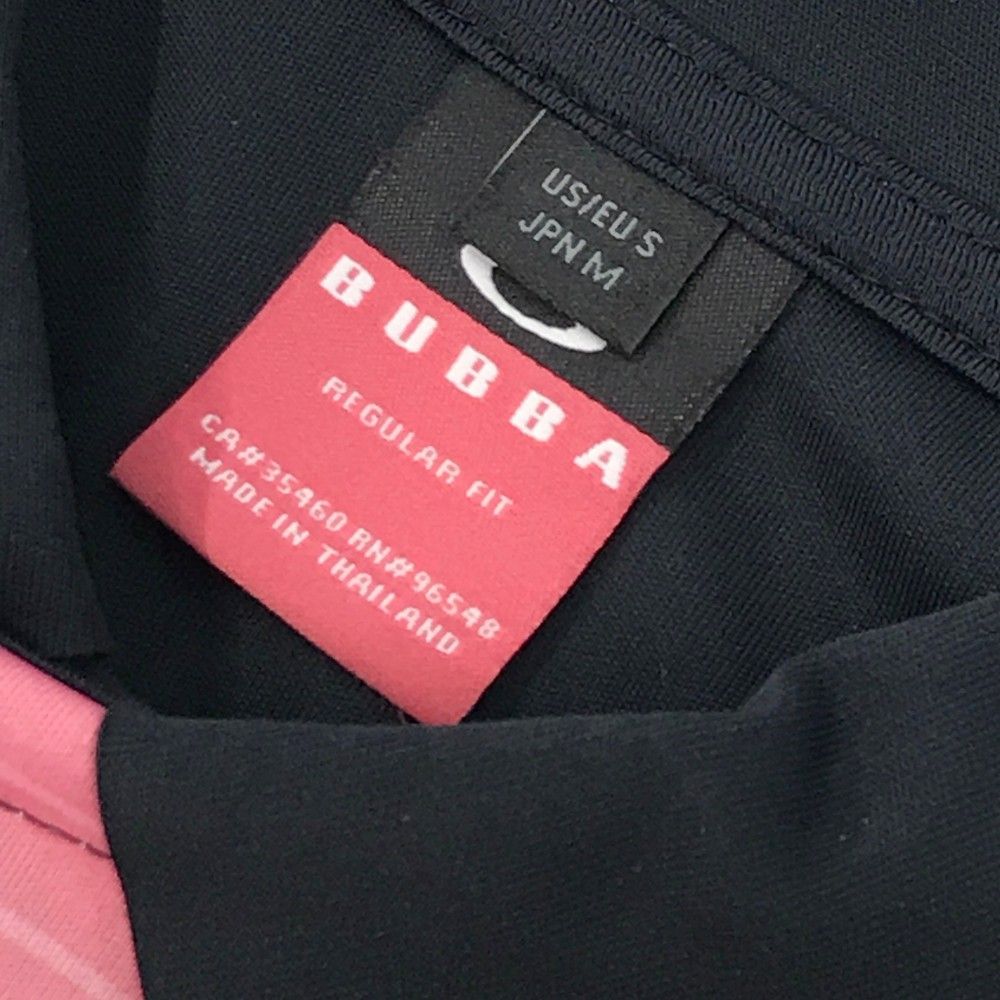 US/EU S
JPN M
BUBBA
REGULAR FIT
CA#35460 RN#96548
MADE IN THAILAND